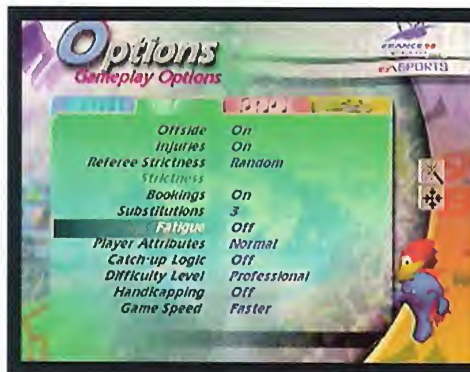 Options
Gameplay Options
FRANCE 98
EA SPORTS
Offside On
Injuries On
Referee Strictness Random
Strictness
Bookings On
Substitutions 3
Fatigue Off
Player Attributes Normal
Catch-up Logic Off
Difficulty Level Professional
Handicapping Off
Game Speed Faster